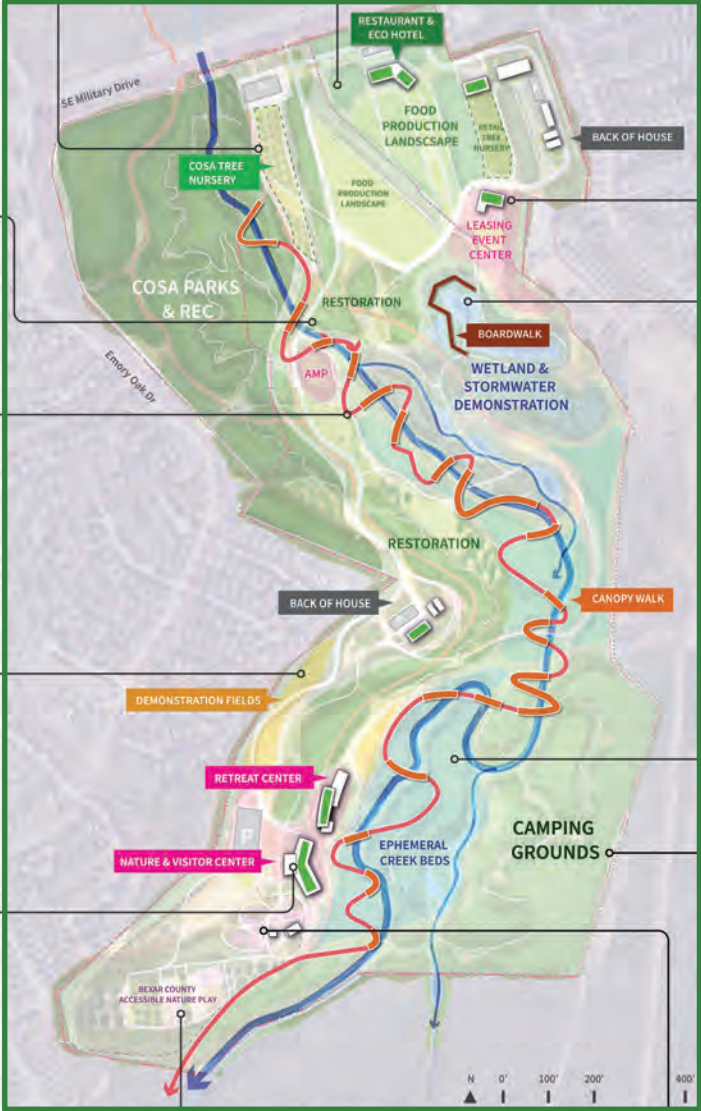 RESTAURANT &
ECO HOTEL
SE Military Drive
FOOD
PRODUCTION
LANDSCSAPE
RETAIL
TREE
NURSERY
BACK OF HOUSE
COSA TREE
NURSERY
FOOD
PRODUCTION
LANDSCAPE
LEASING
EVENT
CENTER
COSA PARKS
& REC
RESTORATION
BOARDWALK
Emory Oak Dr
AMP
WETLAND &
STORMWATER
DEMONSTRATION
RESTORATION
BACK OF HOUSE
CANOPY WALK
DEMONSTRATION FIELDS
RETREAT CENTER
CAMPING
GROUNDS
EPHEMERAL
CREEK BEDS
NATURE & VISITOR CENTER
BEXAR COUNTY
ACCESSIBLE NATURE PLAY
N 0' 100' 200' 400'